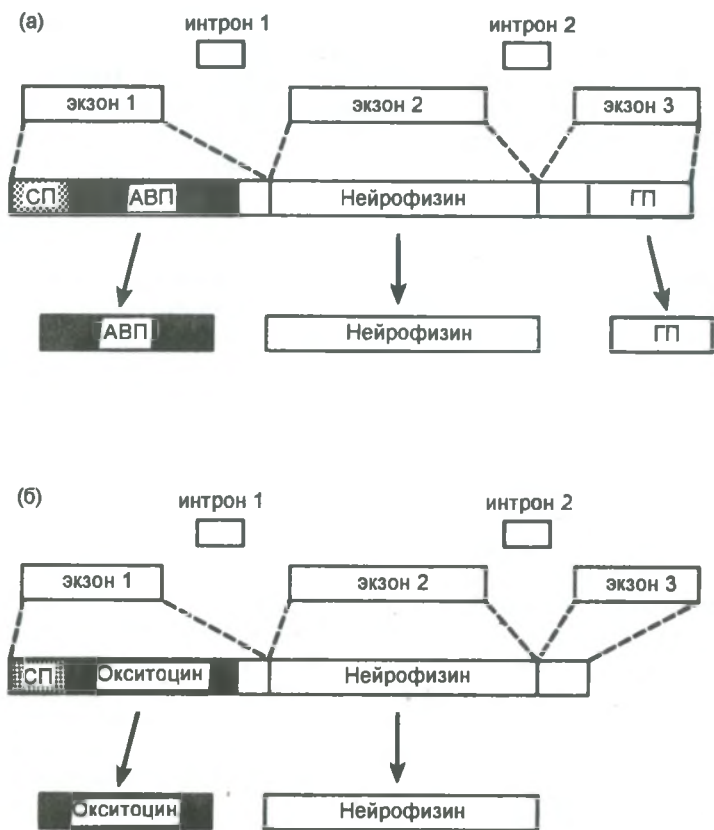 (а)
интрон 1 интрон 2
экзон 1 экзон 2 экзон 3
СП АВП Нейрофизин ГП
АВП Нейрофизин ГП
(б)
интрон 1 интрон 2
экзон 1 экзон 2 экзон 3
СП Окситоцин Нейрофизин
Окситоцин Нейрофизин